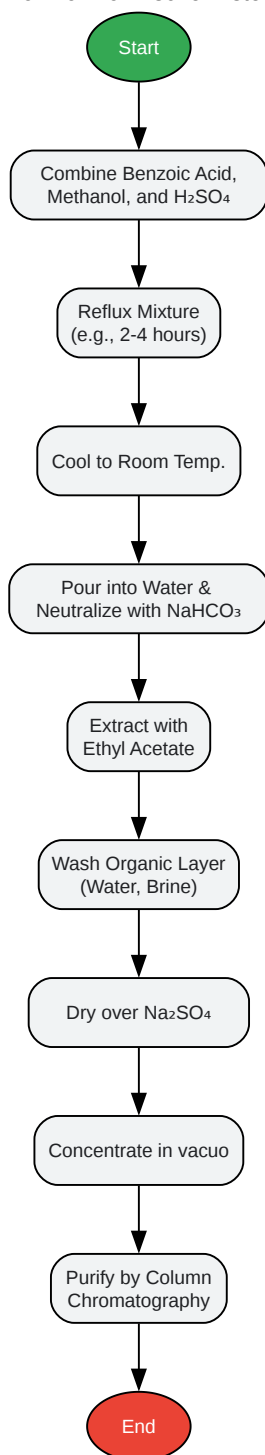 Start
Combine Benzoic Acid,
Methanol, and H₂SO₄
Reflux Mixture
(e.g., 2-4 hours)
Cool to Room Temp.
Pour into Water &
Neutralize with NaHCO₃
Extract with
Ethyl Acetate
Wash Organic Layer
(Water, Brine)
Dry over Na₂SO₄
Concentrate in vacuo
Purify by Column
Chromatography
End